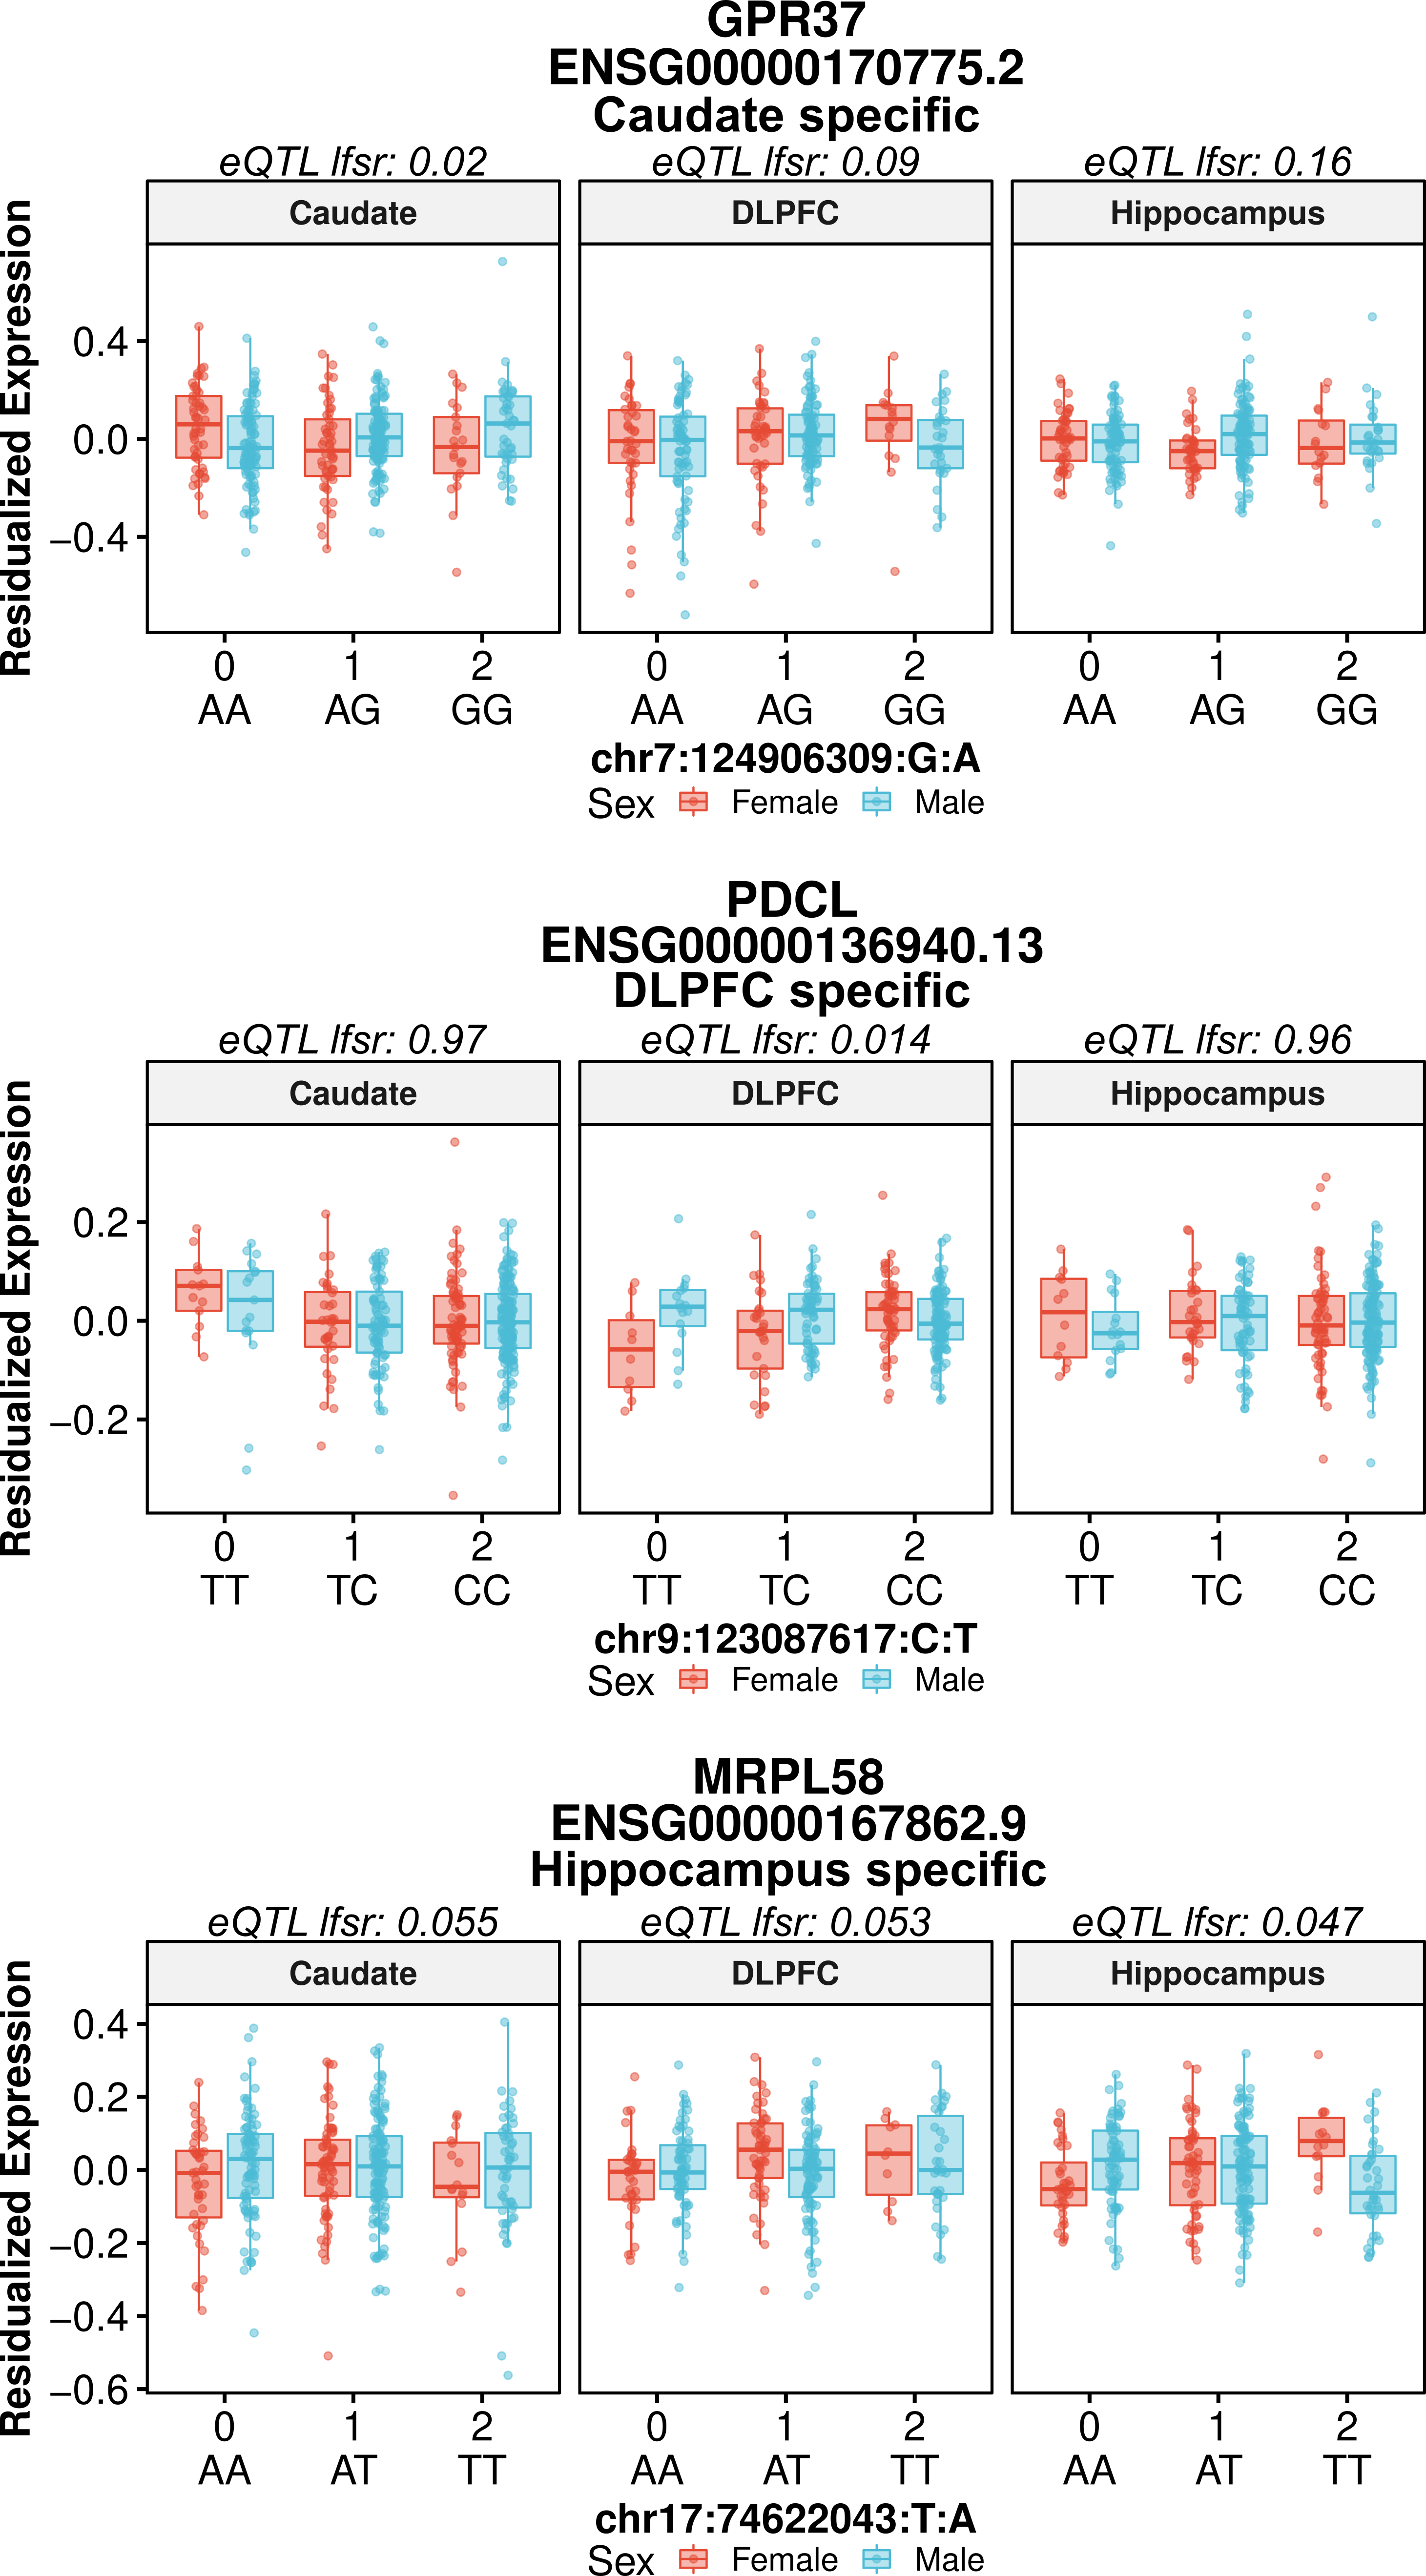 GPR37
ENSG00000170775.2
Caudate specific
eQTL lfsr: 0.02 eQTL lfsr: 0.09 eQTL lfsr: 0.16
Caudate DLPFC Hippocampus
Residualized Expression
0.4
0.0
−0.4
0 1 2 0 1 2 0 1 2
AA AG GG AA AG GG AA AG GG
chr7:124906309:G:A
Sex Female Male
PDCL
ENSG00000136940.13
DLPFC specific
eQTL lfsr: 0.97 eQTL lfsr: 0.014 eQTL lfsr: 0.96
Caudate DLPFC Hippocampus
Residualized Expression
0.2
0.0
−0.2
0 1 2 0 1 2 0 1 2
TT TC CC TT TC CC TT TC CC
chr9:123087617:C:T
Sex Female Male
MRPL58
ENSG00000167862.9
Hippocampus specific
eQTL lfsr: 0.055 eQTL lfsr: 0.053 eQTL lfsr: 0.047
Caudate DLPFC Hippocampus
Residualized Expression
0.4
0.2
0.0
−0.2
−0.4
−0.6
0 1 2 0 1 2 0 1 2
AA AT TT AA AT TT AA AT TT
chr17:74622043:T:A
Sex Female Male